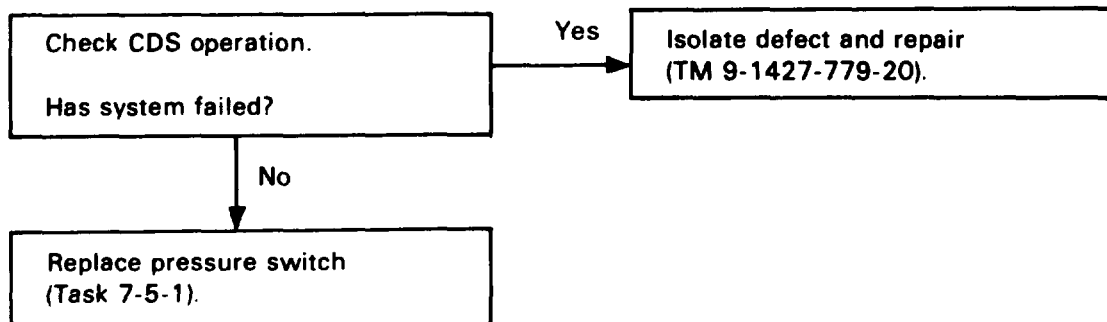 Check CDS operation.
Has system failed?
Yes
Isolate defect and repair
(TM 9-1427-779-20).
No
Replace pressure switch
(Task 7-5-1).